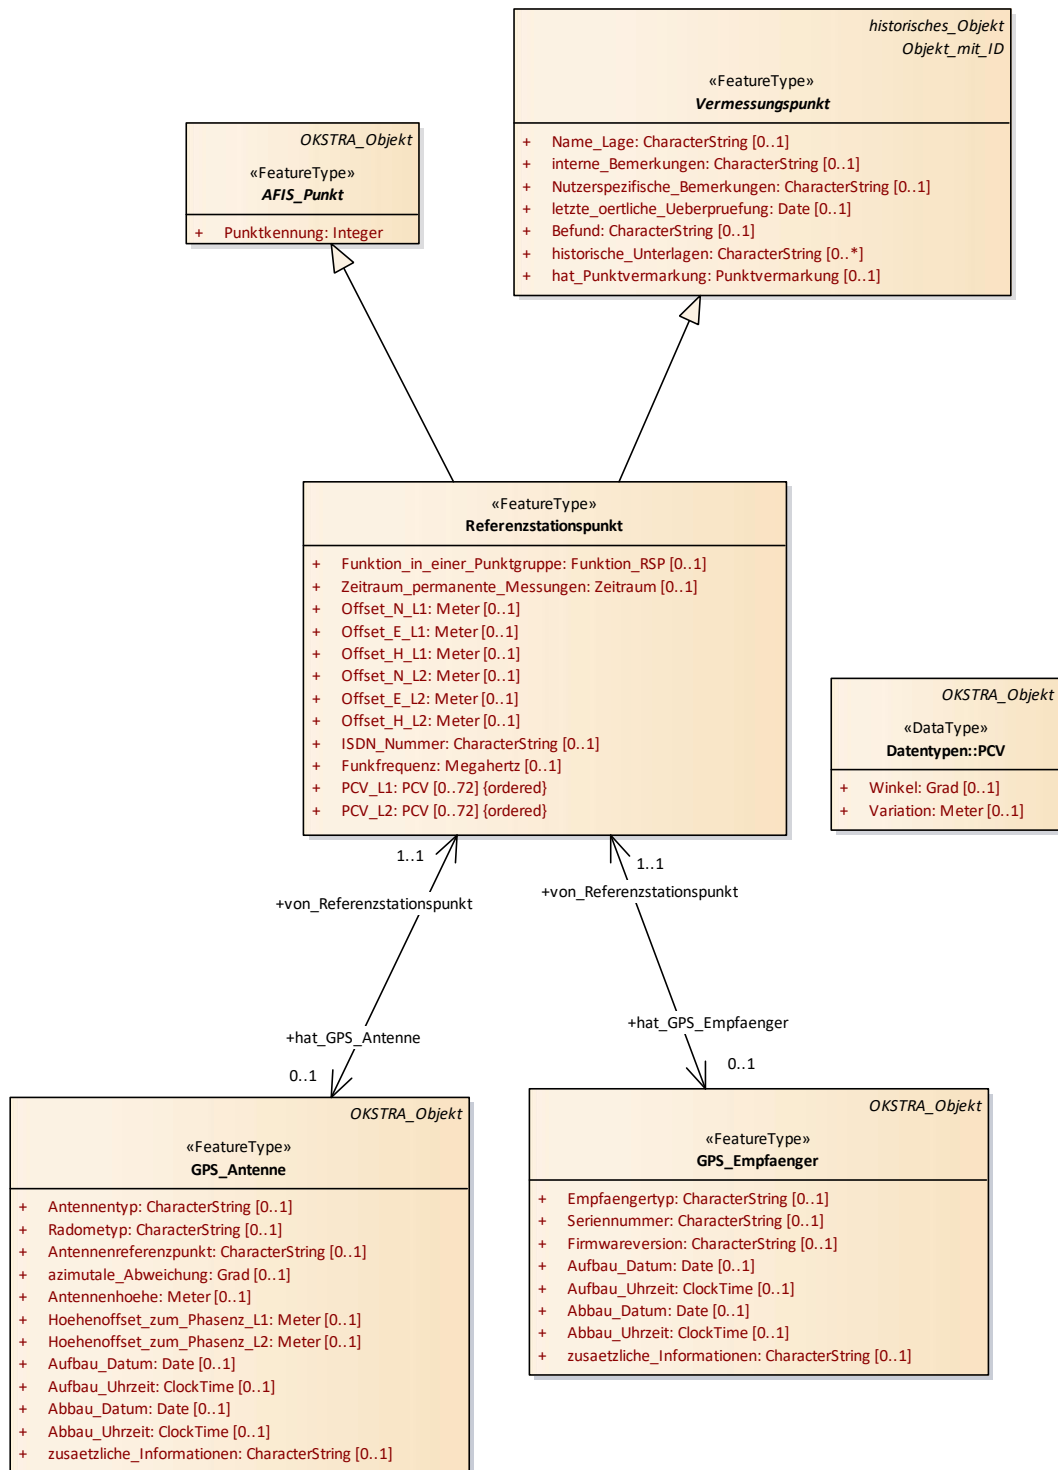 historisches_Objekt
Objekt_mit_ID
«FeatureType»
Vermessungspunkt
+ Name_Lage: CharacterString [0..1]
+ interne_Bemerkungen: CharacterString [0..1]
+ Nutzerspezifische_Bemerkungen: CharacterString [0..1]
+ letzte_oertliche_Ueberpruefung: Date [0..1]
+ Befund: CharacterString [0..1]
+ historische_Unterlagen: CharacterString [0..*]
+ hat_Punktvermarkung: Punktvermarkung [0..1]
OKSTRA_Objekt
«FeatureType»
AFIS_Punkt
+ Punktkennung: Integer
«FeatureType»
Referenzstationspunkt
+ Funktion_in_einer_Punktgruppe: Funktion_RSP [0..1]
+ Zeitraum_permanente_Messungen: Zeitraum [0..1]
+ Offset_N_L1: Meter [0..1]
+ Offset_E_L1: Meter [0..1]
+ Offset_H_L1: Meter [0..1]
+ Offset_N_L2: Meter [0..1]
+ Offset_E_L2: Meter [0..1]
+ Offset_H_L2: Meter [0..1]
+ ISDN_Nummer: CharacterString [0..1]
+ Funkfrequenz: Megahertz [0..1]
+ PCV_L1: PCV [0..72] {ordered}
+ PCV_L2: PCV [0..72] {ordered}
OKSTRA_Objekt
«DataType»
Datentypen::PCV
+ Winkel: Grad [0..1]
+ Variation: Meter [0..1]
1..1
+von_Referenzstationspunkt
1..1
+von_Referenzstationspunkt
+hat_GPS_Antenne
0..1
+hat_GPS_Empfaenger
0..1
OKSTRA_Objekt
«FeatureType»
GPS_Antenne
+ Antennentyp: CharacterString [0..1]
+ Radometyp: CharacterString [0..1]
+ Antennenreferenzpunkt: CharacterString [0..1]
+ azimutale_Abweichung: Grad [0..1]
+ Antennenhoehe: Meter [0..1]
+ Hoehenoffset_zum_Phasenz_L1: Meter [0..1]
+ Hoehenoffset_zum_Phasenz_L2: Meter [0..1]
+ Aufbau_Datum: Date [0..1]
+ Aufbau_Uhrzeit: ClockTime [0..1]
+ Abbau_Datum: Date [0..1]
+ Abbau_Uhrzeit: ClockTime [0..1]
+ zusaetzliche_Informationen: CharacterString [0..1]
OKSTRA_Objekt
«FeatureType»
GPS_Empfaenger
+ Empfaengertyp: CharacterString [0..1]
+ Seriennummer: CharacterString [0..1]
+ Firmwareversion: CharacterString [0..1]
+ Aufbau_Datum: Date [0..1]
+ Aufbau_Uhrzeit: ClockTime [0..1]
+ Abbau_Datum: Date [0..1]
+ Abbau_Uhrzeit: ClockTime [0..1]
+ zusaetzliche_Informationen: CharacterString [0..1]